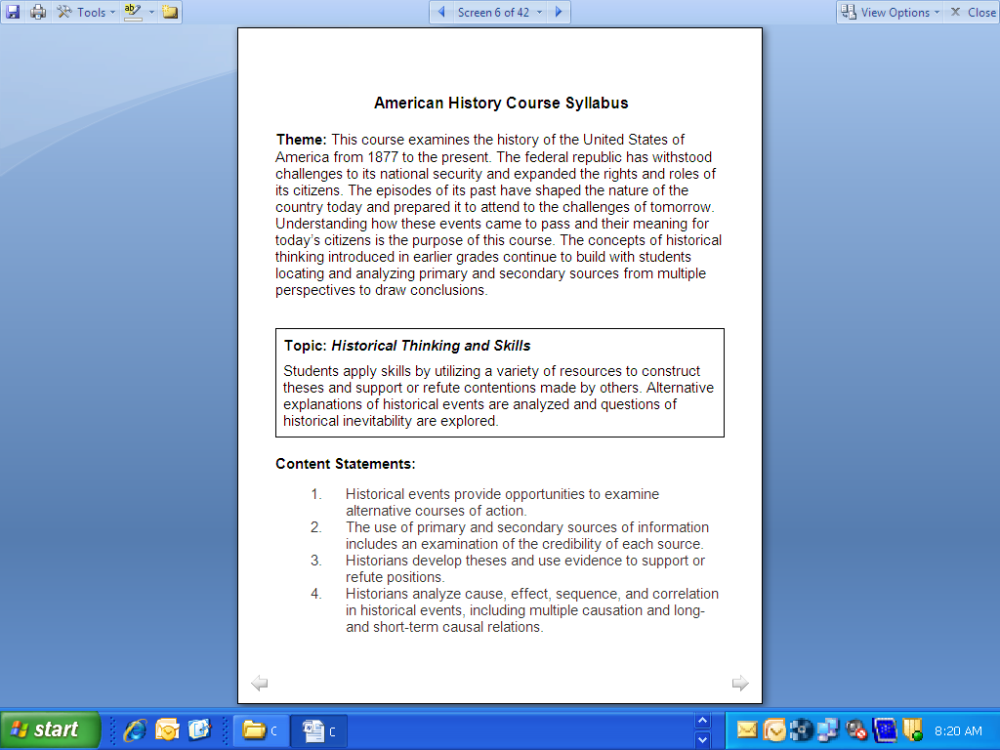 Tools
Screen 6 of 42
View Options
Close
American History Course Syllabus
Theme: This course examines the history of the United States of
America from 1877 to the present. The federal republic has withstood
challenges to its national security and expanded the rights and roles of
its citizens. The episodes of its past have shaped the nature of the
country today and prepared it to attend to the challenges of tomorrow.
Understanding how these events came to pass and their meaning for
today's citizens is the purpose of this course. The concepts of historical
thinking introduced in earlier grades continue to build with students
locating and analyzing primary and secondary sources from multiple
perspectives to draw conclusions.
Topic: Historical Thinking and Skills
Students apply skills by utilizing a variety of resources to construct
theses and support or refute contentions made by others. Alternative
explanations of historical events are analyzed and questions of
historical inevitability are explored.
Content Statements:
1. Historical events provide opportunities to examine
alternative courses of action.
2. The use of primary and secondary sources of information
includes an examination of the credibility of each source.
3. Historians develop theses and use evidence to support or
refute positions.
4. Historians analyze cause, effect, sequence, and correlation
in historical events, including multiple causation and long-
and short-term causal relations.
start
C
C
8:20 AM